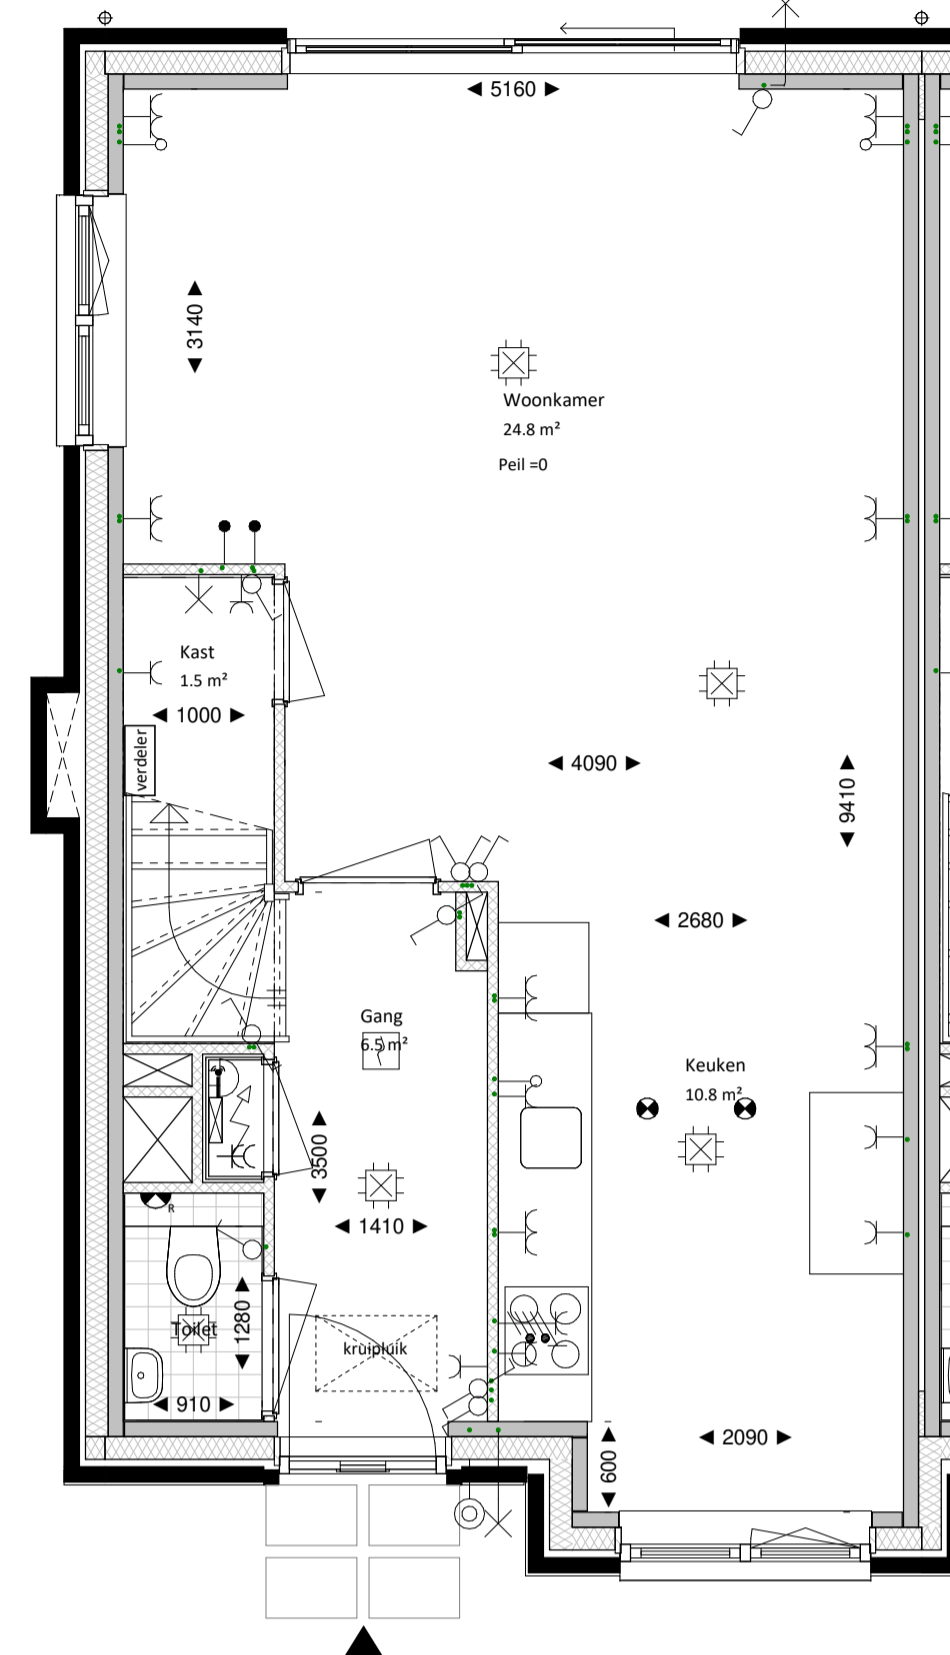 5160
3140
Woonkamer
24.8 m²
Peil =0
Kast
1.5 m²
1000
verdeler
4090
9410
2680
Gang
6.5 m²
Keuken
10.8 m²
3500
1410
R
Toilet
1280
kruipluik
910
2090
600